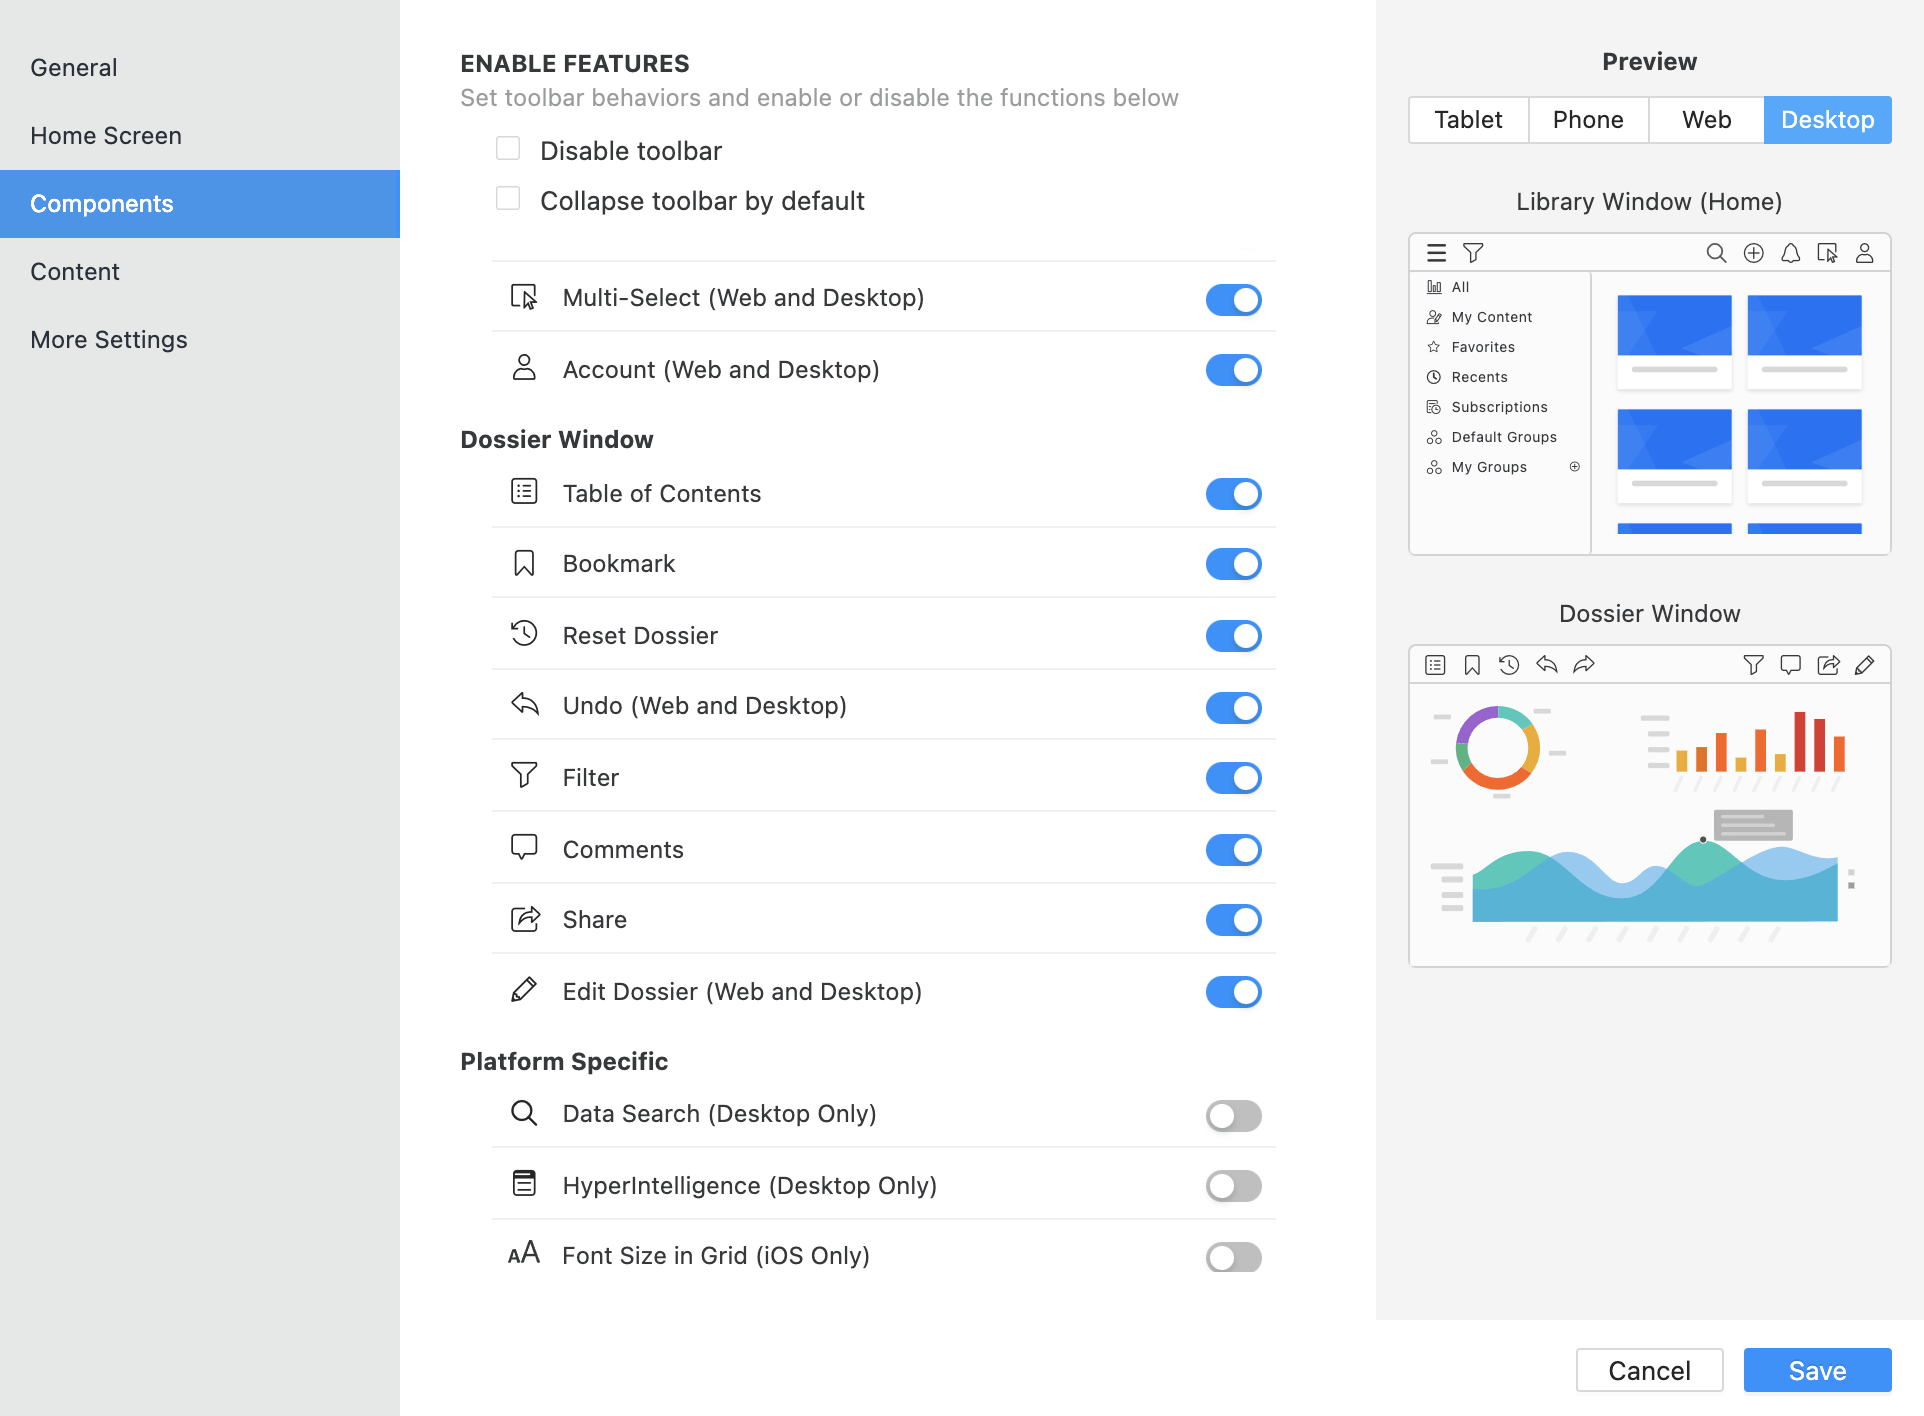 General
Home Screen
Components
Content
More Settings
ENABLE FEATURES
Set toolbar behaviors and enable or disable the functions below
Disable toolbar
Collapse toolbar by default
Multi-Select (Web and Desktop)
Account (Web and Desktop)
Dossier Window
Table of Contents
Bookmark
Reset Dossier
Undo (Web and Desktop)
Filter
Comments
Share
Edit Dossier (Web and Desktop)
Platform Specific
Data Search (Desktop Only)
HyperIntelligence (Desktop Only)
AA Font Size in Grid (iOS Only)
Preview
Tablet Phone Web Desktop
Library Window (Home)
All
My Content
Favorites
Recents
Subscriptions
Default Groups
My Groups
Dossier Window
Cancel Save